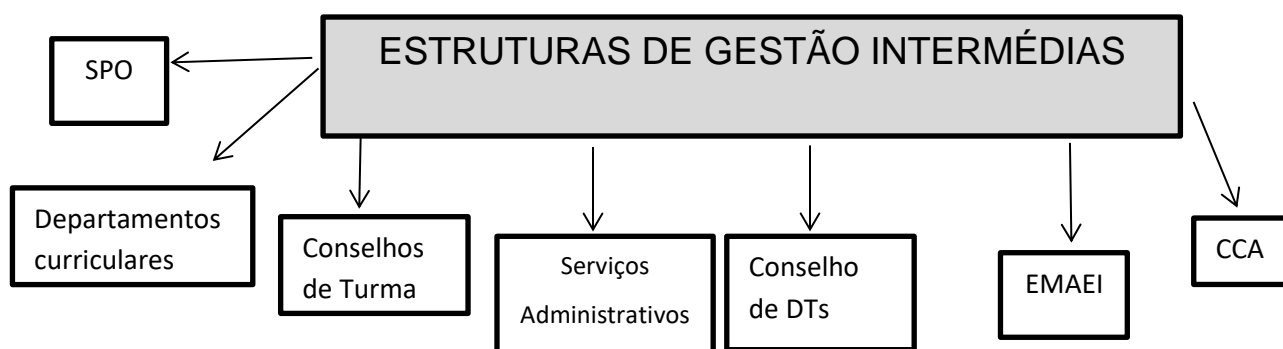 ESTRUTURAS DE GESTÃO INTERMÉDIAS
SPO
Departamentos
curriculares
Conselhos
de Turma
Serviços
Administrativos
Conselho
de DTs
EMAEI
CCA